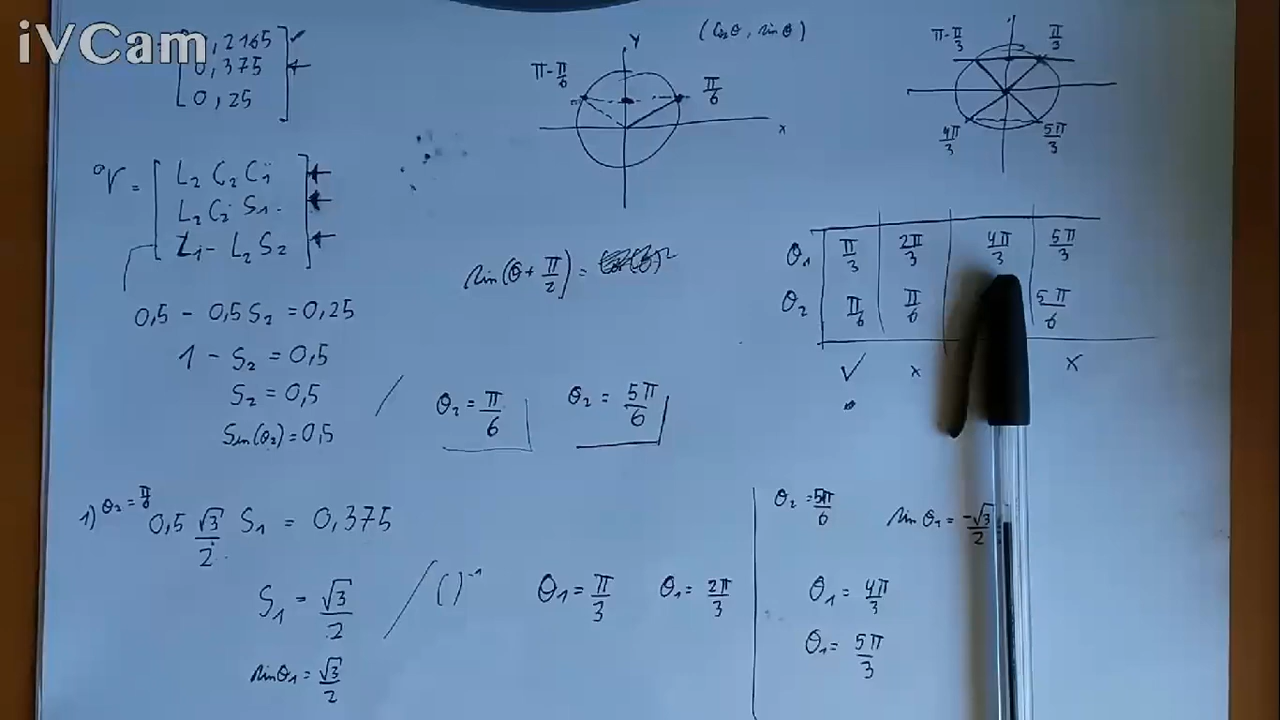 iVCam
0,2165
0,375
0,25
⁰r = [ L₂ C₂ C₁
L₂ C₂ S₁
L₁ - L₂ S₂ ]
0,5 - 0,5 S₂ = 0,25
1 - S₂ = 0,5
S₂ = 0,5
Sin(θ₂) = 0,5
θ₂ = π/6
θ₂ = 5π/6
(cos θ, sin θ)
y
π - π/6
π/6
x
sin(θ + π/2) =
π - π/3
π/3
4π/3
5π/3
θ₁ π/3 2π/3 4π/3 5π/3
θ₂ π/6 π/6 5π/6
✓ x x
1) θ₂ = π/6
0,5 √3/2 S₁ = 0,375
S₁ = √3/2 / ( )⁻¹
sin θ₁ = √3/2
θ₁ = π/3 θ₁ = 2π/3
θ₂ = 5π/6 sin θ₁ = -√3/2
θ₁ = 4π/3
θ₁ = 5π/3